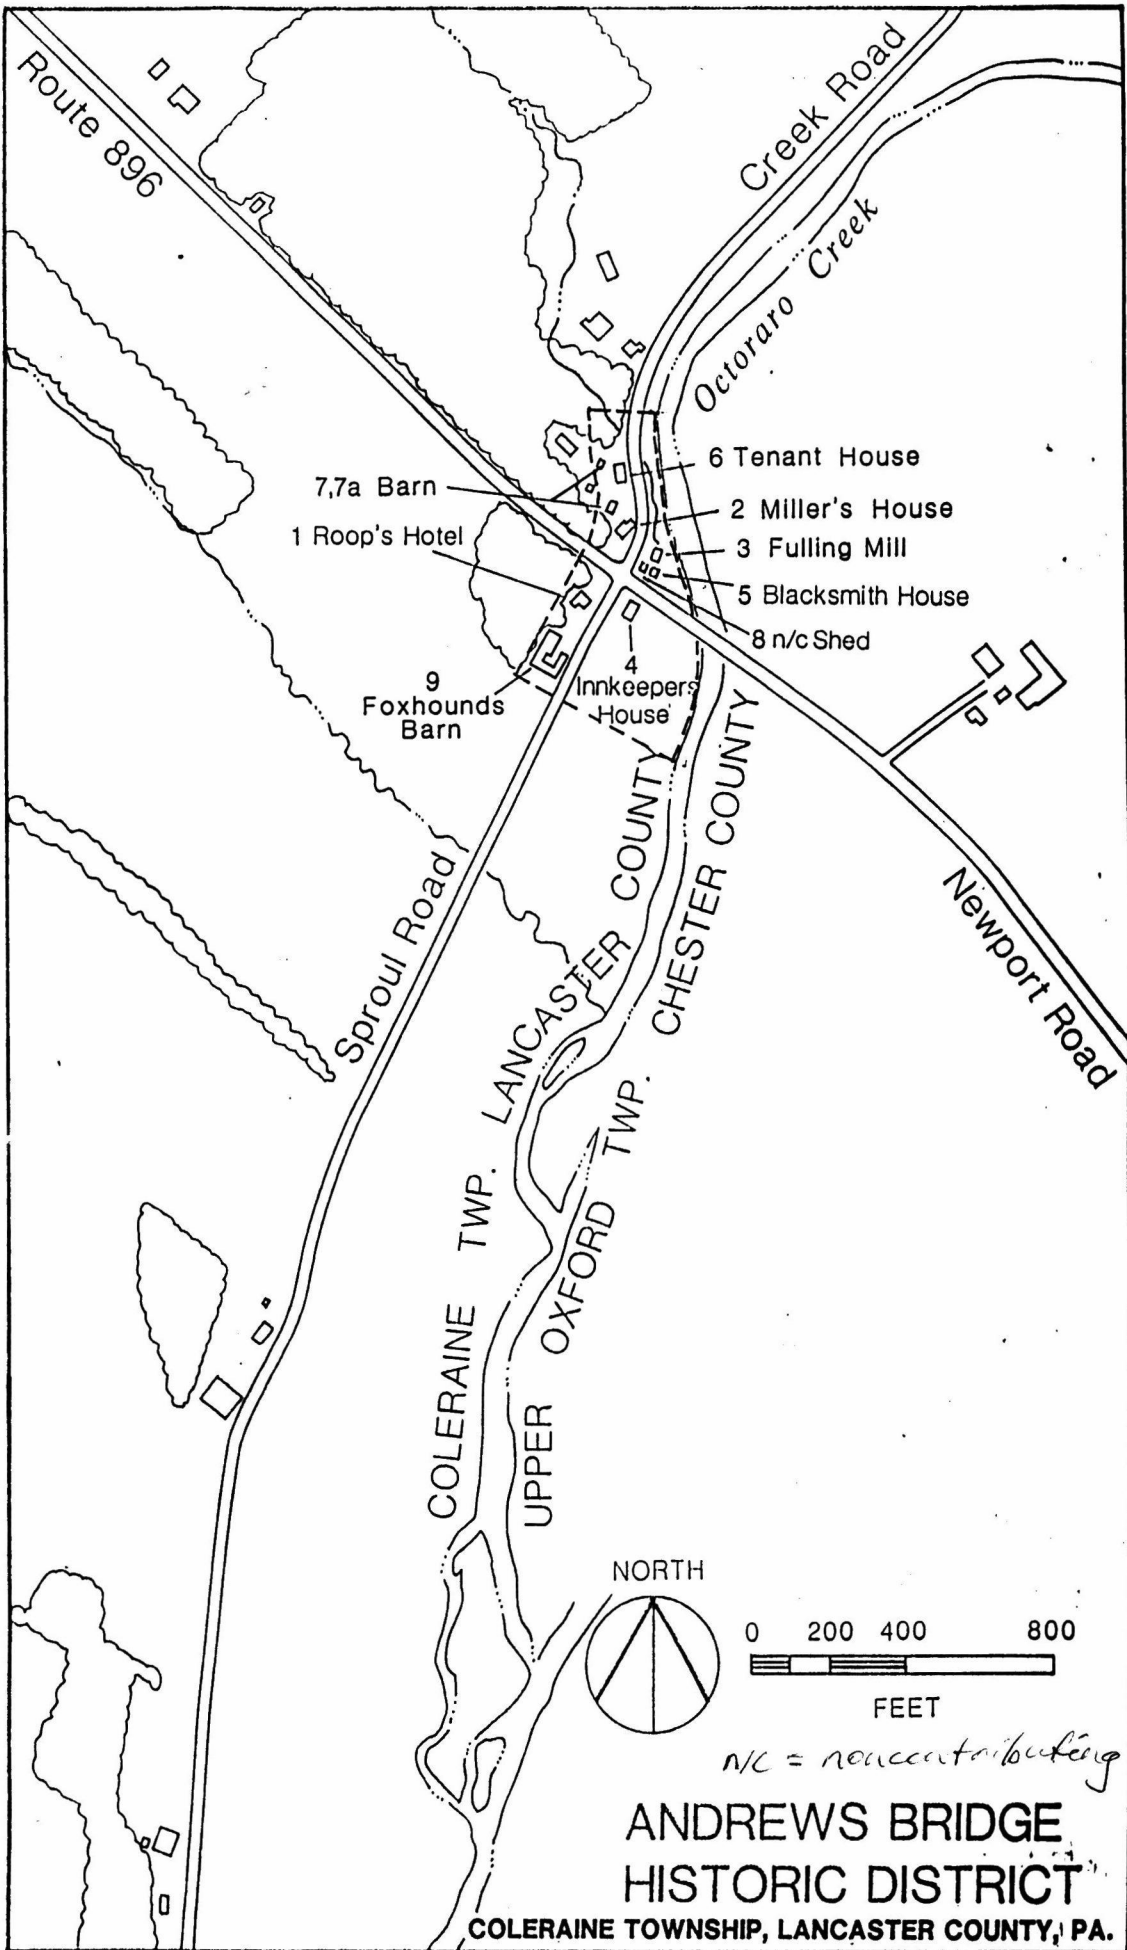 Route 896
Creek Road
Octoraro Creek
6 Tenant House
7,7a Barn
2 Miller's House
1 Roop's Hotel
3 Fulling Mill
5 Blacksmith House
8 n/c Shed
4
Innkeepers
House
9
Foxhounds
Barn
LANCASTER COUNTY
CHESTER COUNTY
Newport Road
Sproul Road
COLERAINE TWP.
UPPER OXFORD TWP.
NORTH
0 200 400 800
FEET
n/c = noncontributing
ANDREWS BRIDGE
HISTORIC DISTRICT
COLERAINE TOWNSHIP, LANCASTER COUNTY, PA.